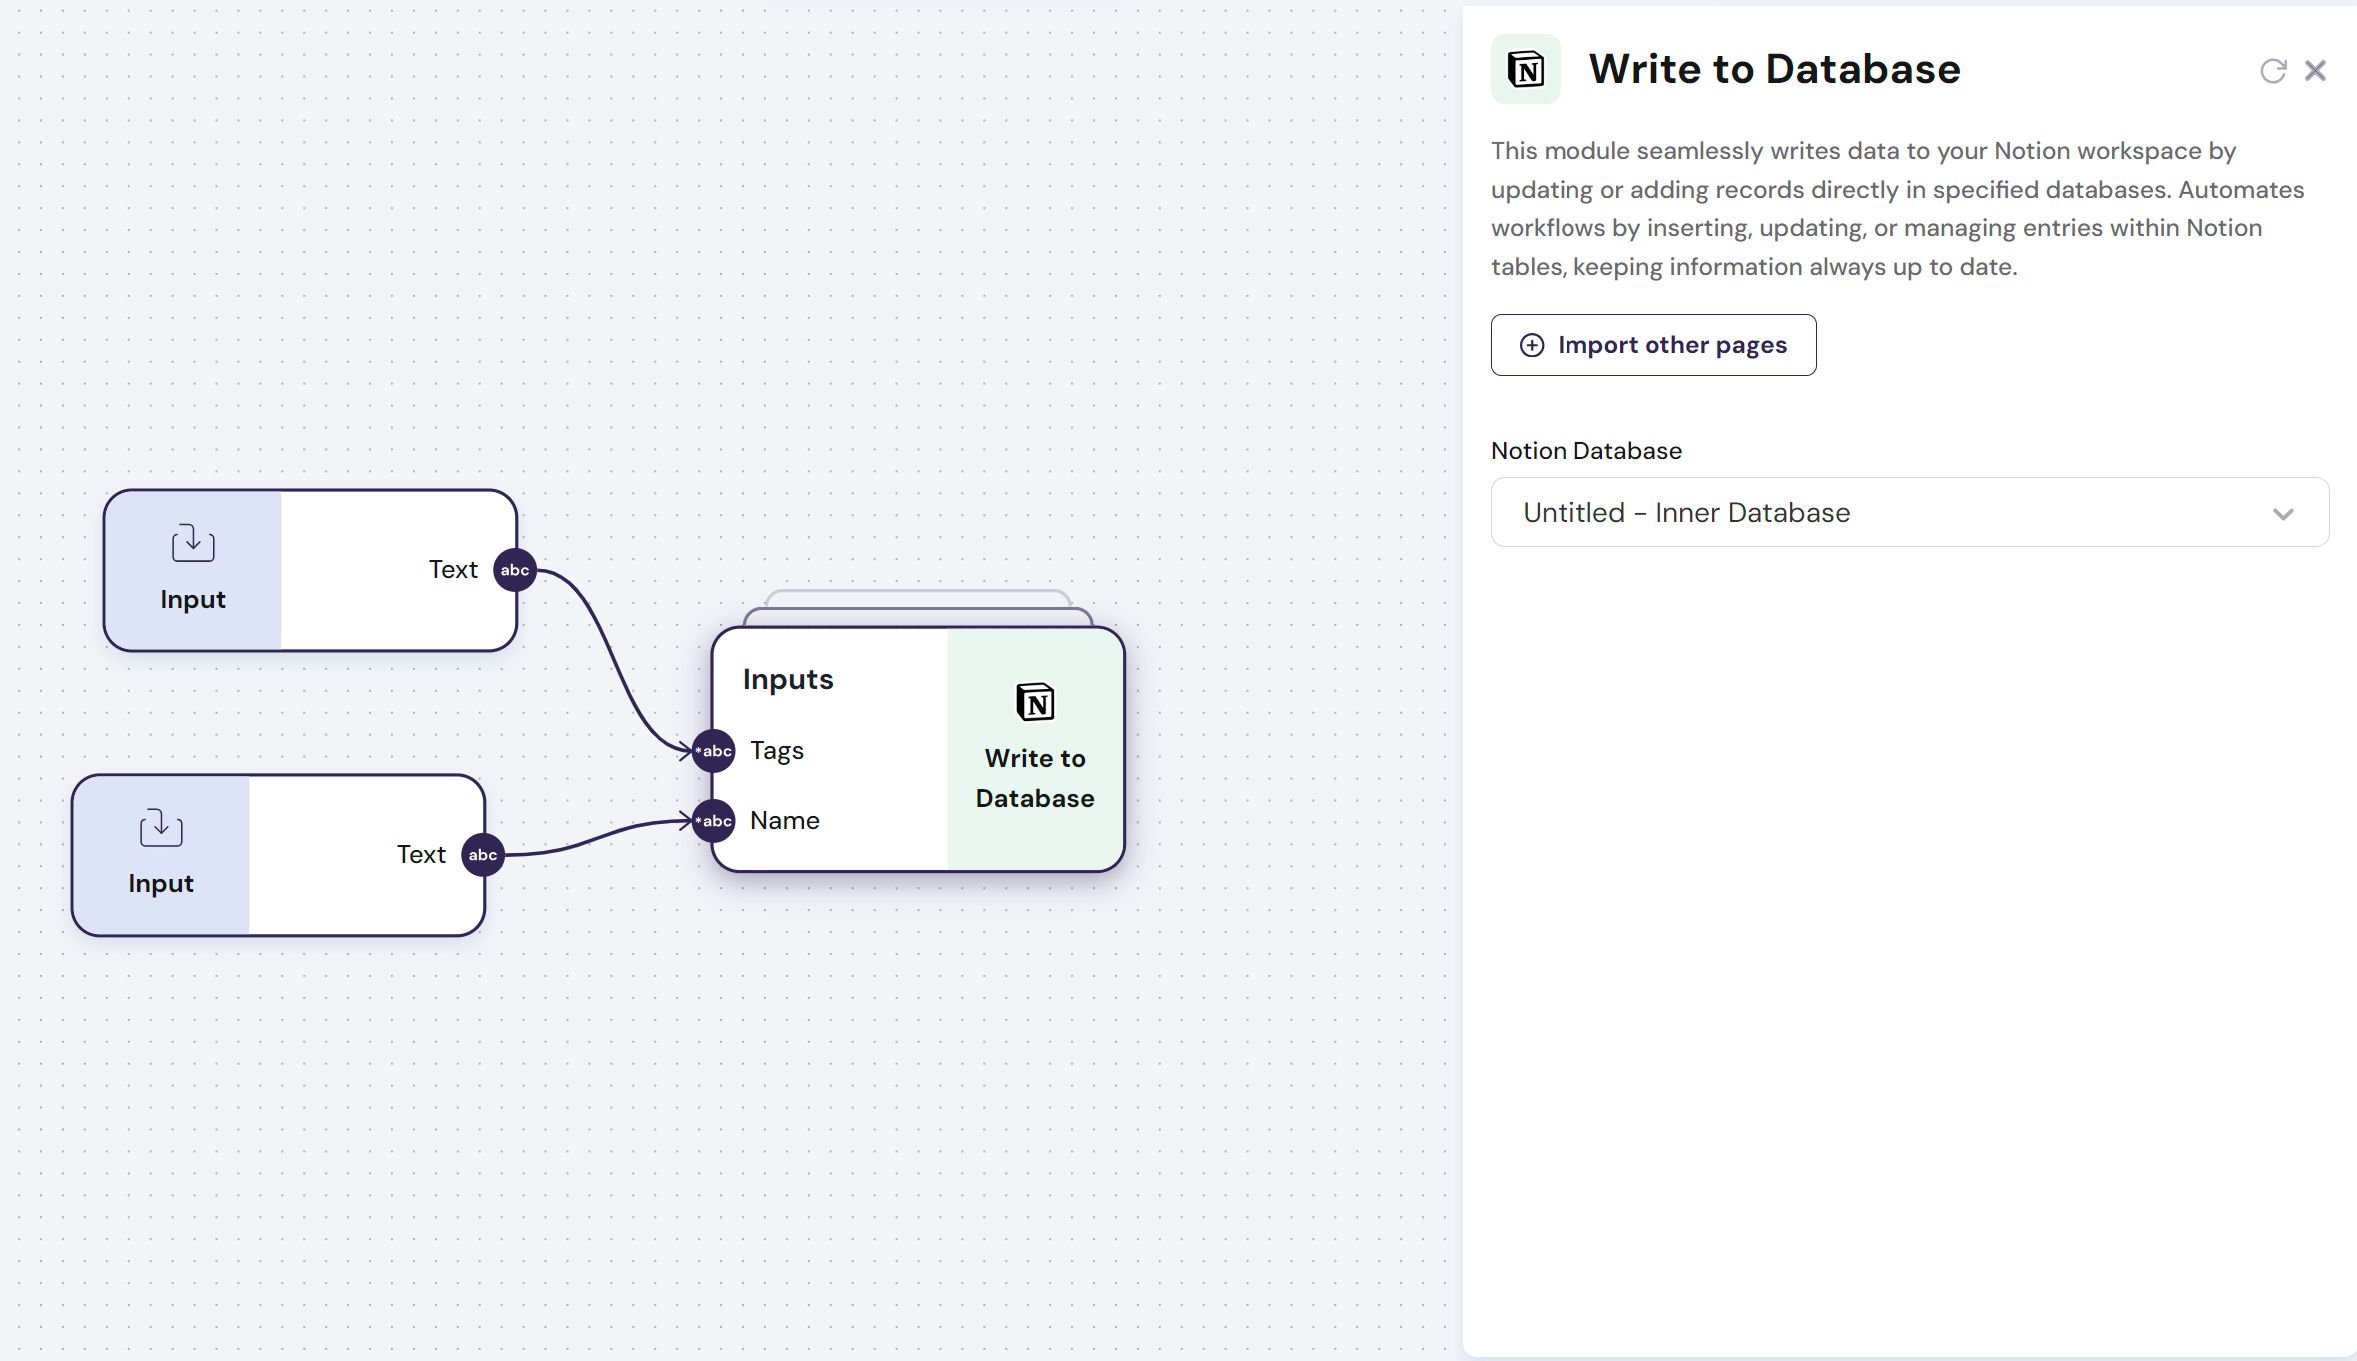 Text
abc
Input
Text
abc
Input
Inputs
*abc
Tags
*abc
Name
N
Write to
Database
N
Write to Database
This module seamlessly writes data to your Notion workspace by
updating or adding records directly in specified databases. Automates
workflows by inserting, updating, or managing entries within Notion
tables, keeping information always up to date.
Import other pages
Notion Database
Untitled - Inner Database